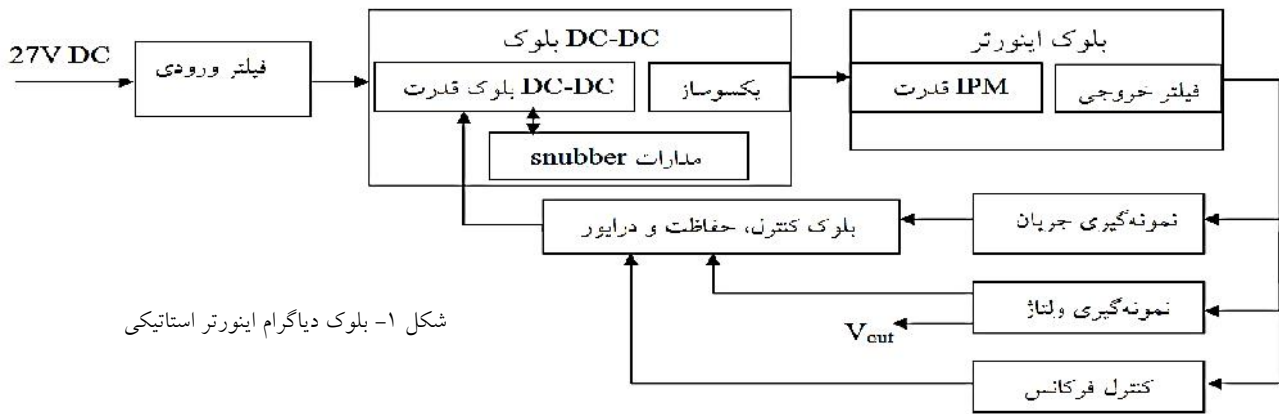 27V DC
فیلتر ورودی
بلوک DC-DC
بلوک قدرت DC-DC
یکسوساز
مدارات snubber
بلوک اینورتر
قدرت IPM
فیلتر خروجی
بلوک کنترل، حفاظت و درایور
نمونه‌گیری جریان
نمونه‌گیری ولتاژ
Vout
کنترل فرکانس
شکل ۱- بلوک دیاگرام اینورتر استاتیکی